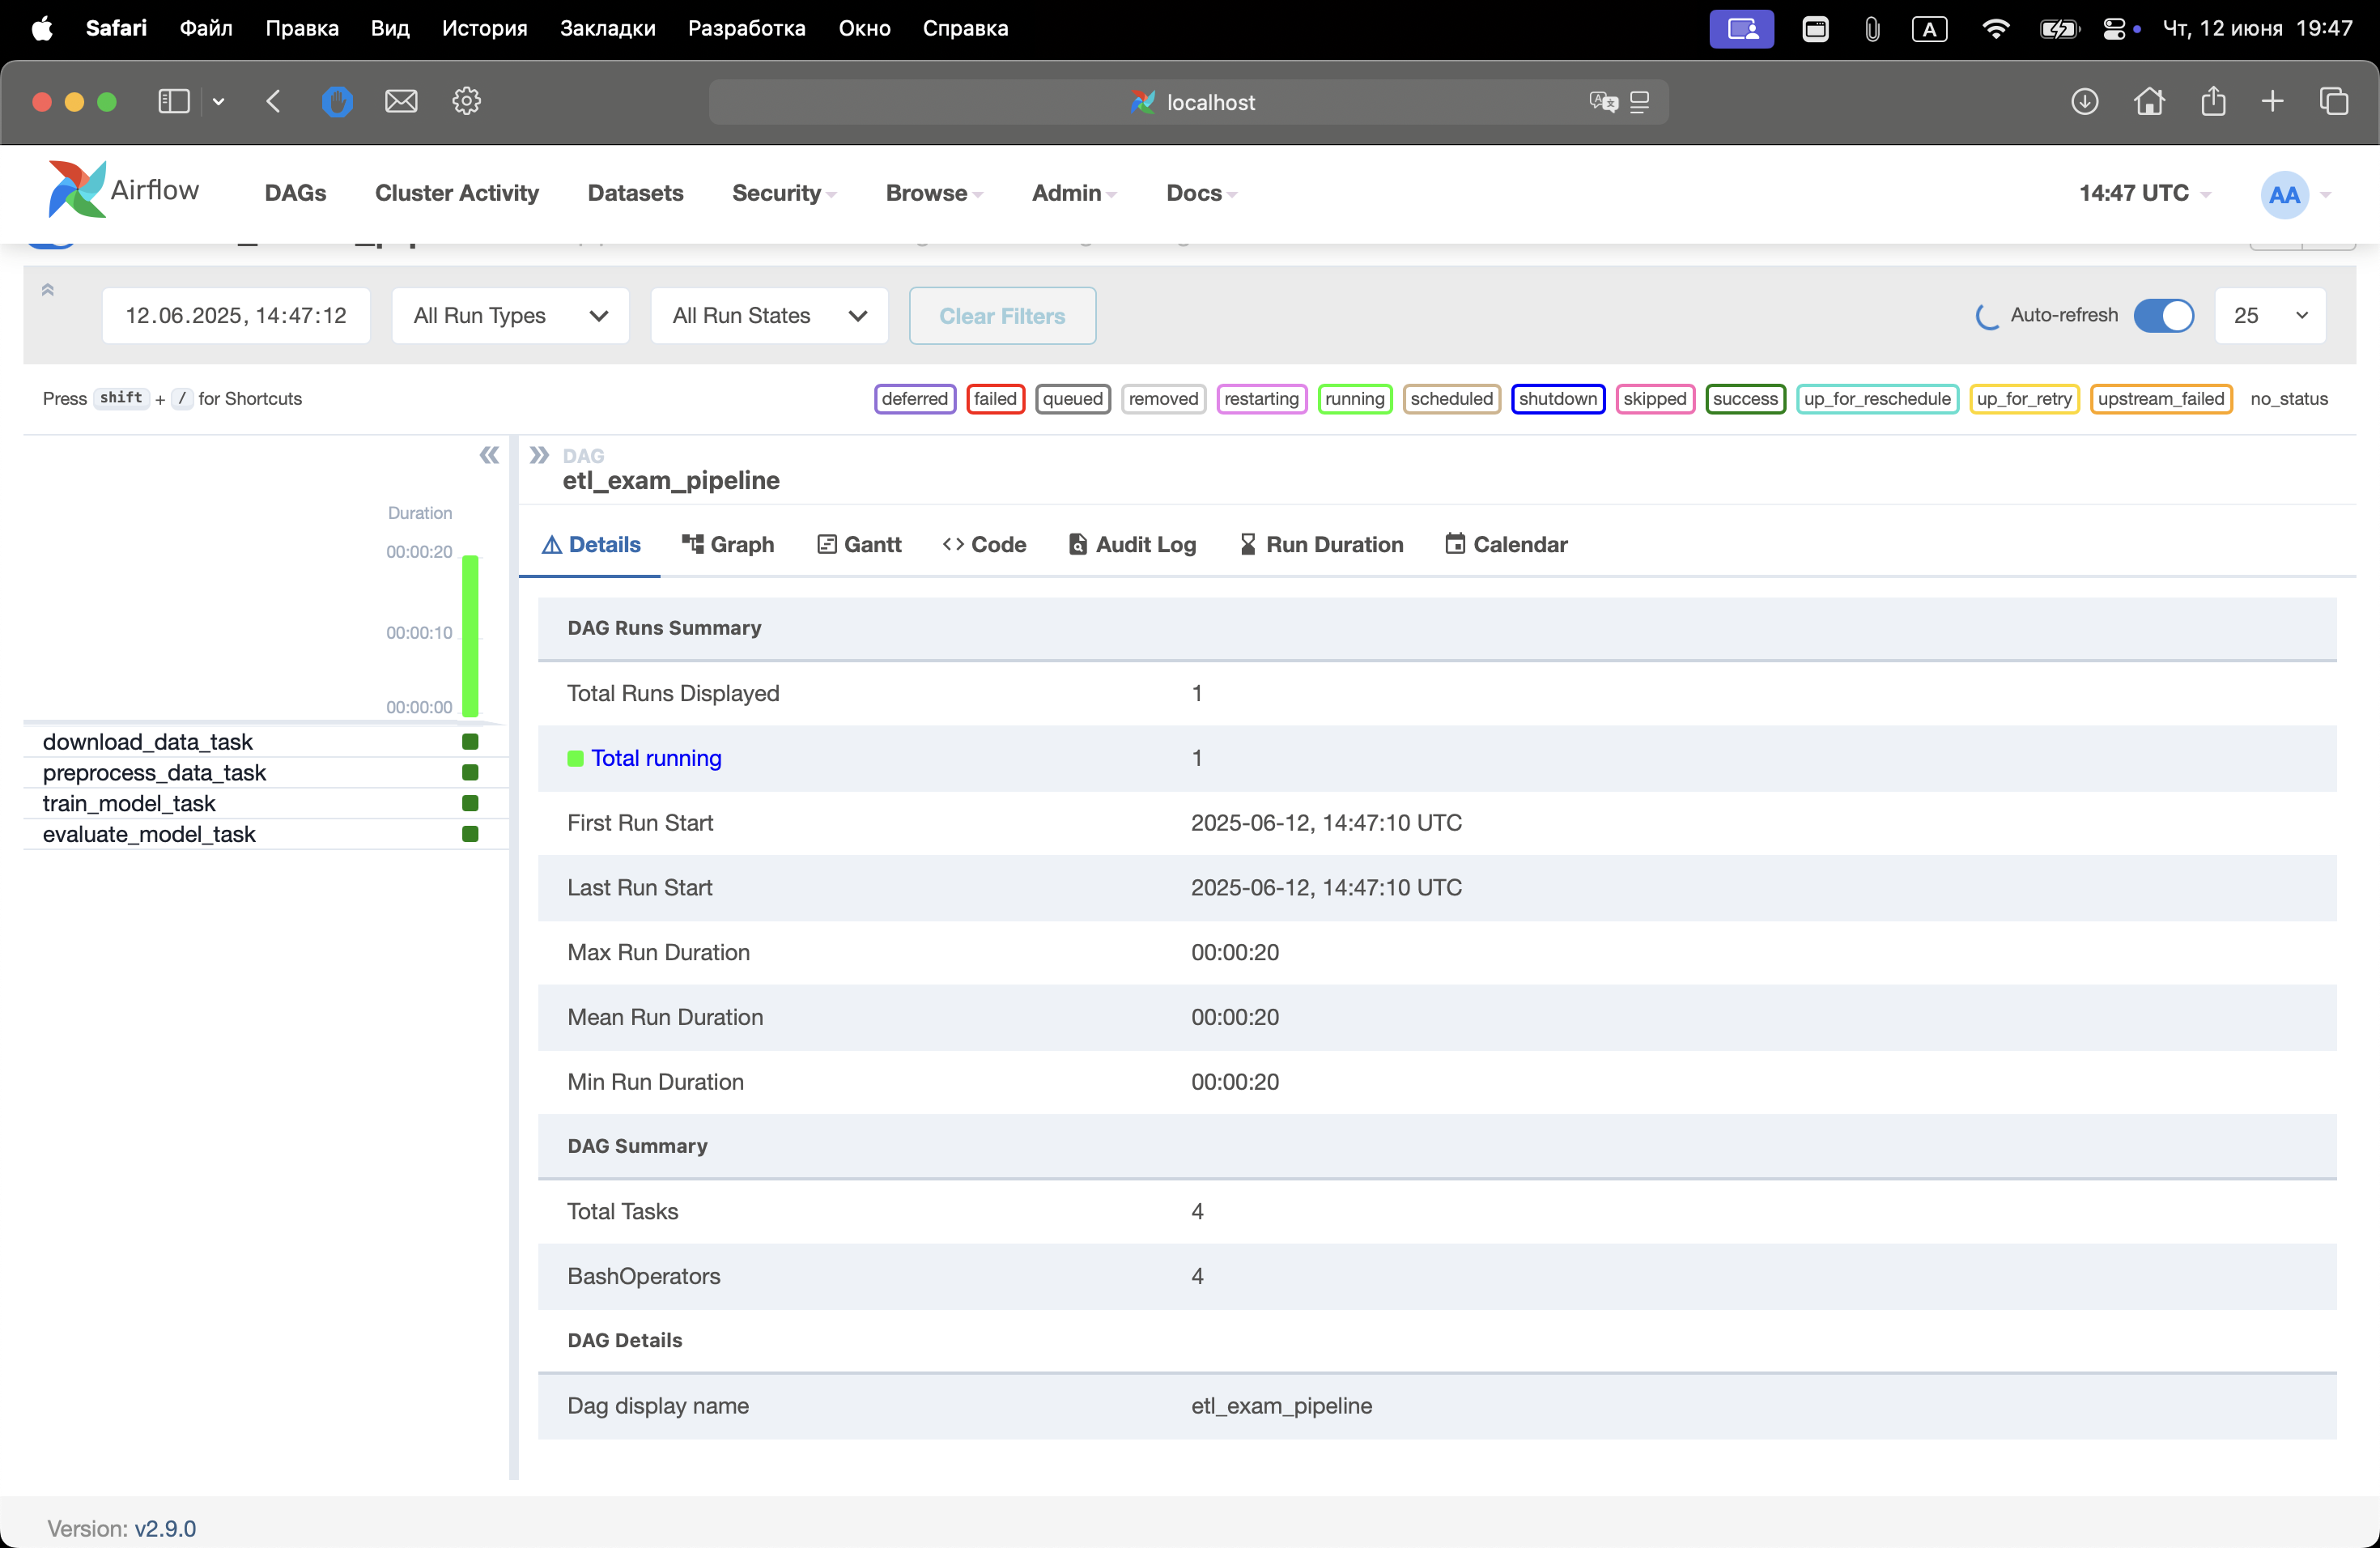 Safari Файл Правка Вид История Закладки Разработка Окно Справка A Чт, 12 июня 19:47
localhost
Airflow DAGs Cluster Activity Datasets Security Browse Admin Docs 14:47 UTC AA
12.06.2025, 14:47:12 All Run Types All Run States Clear Filters Auto-refresh 25
Press shift + / for Shortcuts
deferred failed queued removed restarting running scheduled shutdown skipped success up_for_reschedule up_for_retry upstream_failed no_status
DAG
etl_exam_pipeline
Duration
00:00:20
00:00:10
00:00:00
download_data_task
preprocess_data_task
train_model_task
evaluate_model_task
Details Graph Gantt Code Audit Log Run Duration Calendar
DAG Runs Summary
Total Runs Displayed 1
Total running 1
First Run Start 2025-06-12, 14:47:10 UTC
Last Run Start 2025-06-12, 14:47:10 UTC
Max Run Duration 00:00:20
Mean Run Duration 00:00:20
Min Run Duration 00:00:20
DAG Summary
Total Tasks 4
BashOperators 4
DAG Details
Dag display name etl_exam_pipeline
Version: v2.9.0